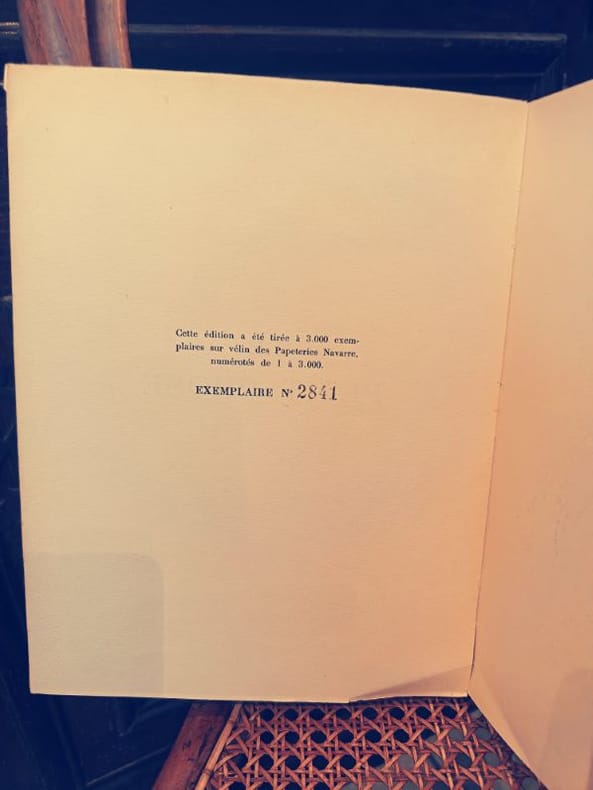 Cette édition a été tirée à 3.000 exem-
plaires sur vélin des Papeteries Navarre,
numérotés de 1 à 3.000.
EXEMPLAIRE N° 2841